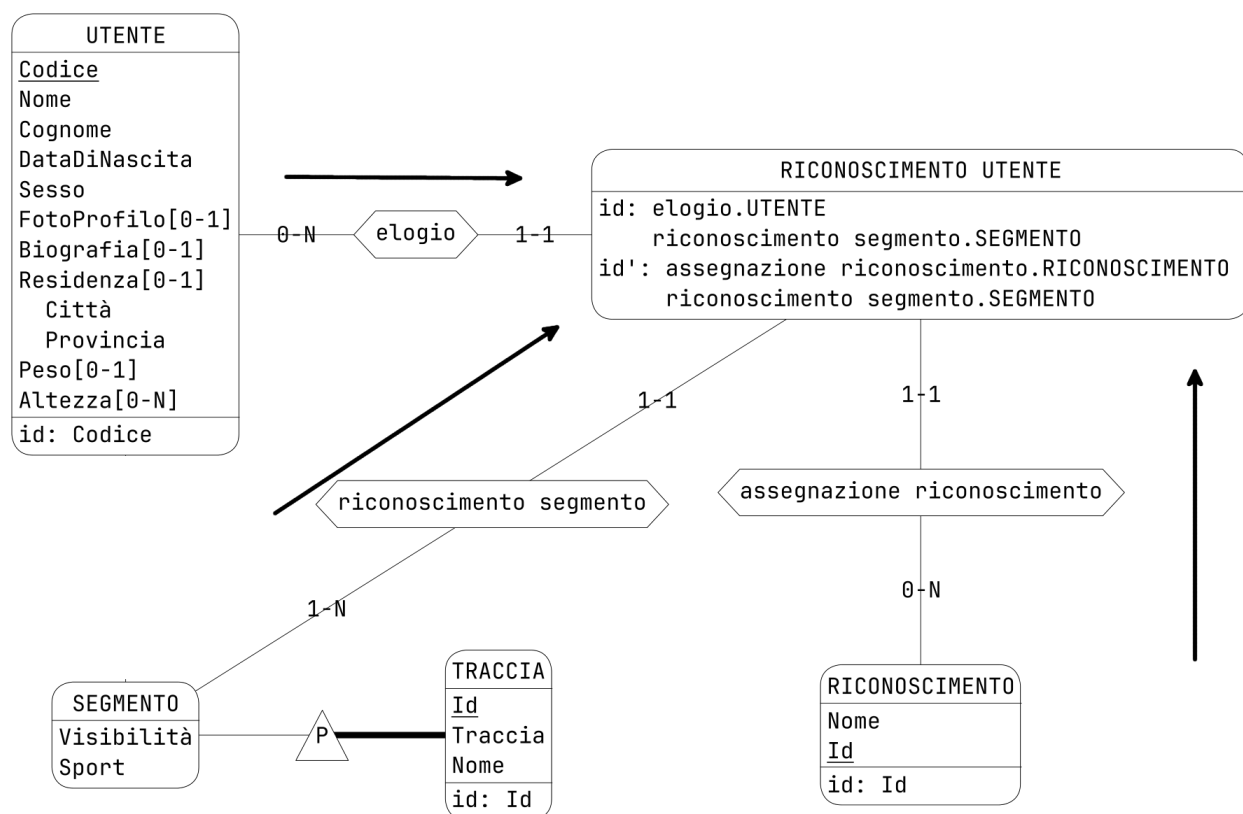 UTENTE
Codice
Nome
Cognome
DataDiNascita
Sesso
FotoProfilo[0-1]
Biografia[0-1]
Residenza[0-1]
Città
Provincia
Peso[0-1]
Altezza[0-N]
id: Codice
0-N
elogio
1-1
RICONOSCIMENTO UTENTE
id: elogio.UTENTE
riconoscimento segmento.SEGMENTO
id': assegnazione riconoscimento.RICONOSCIMENTO
riconoscimento segmento.SEGMENTO
1-1
riconoscimento segmento
1-N
1-1
assegnazione riconoscimento
0-N
SEGMENTO
Visibilità
Sport
P
TRACCIA
Id
Traccia
Nome
id: Id
RICONOSCIMENTO
Nome
Id
id: Id